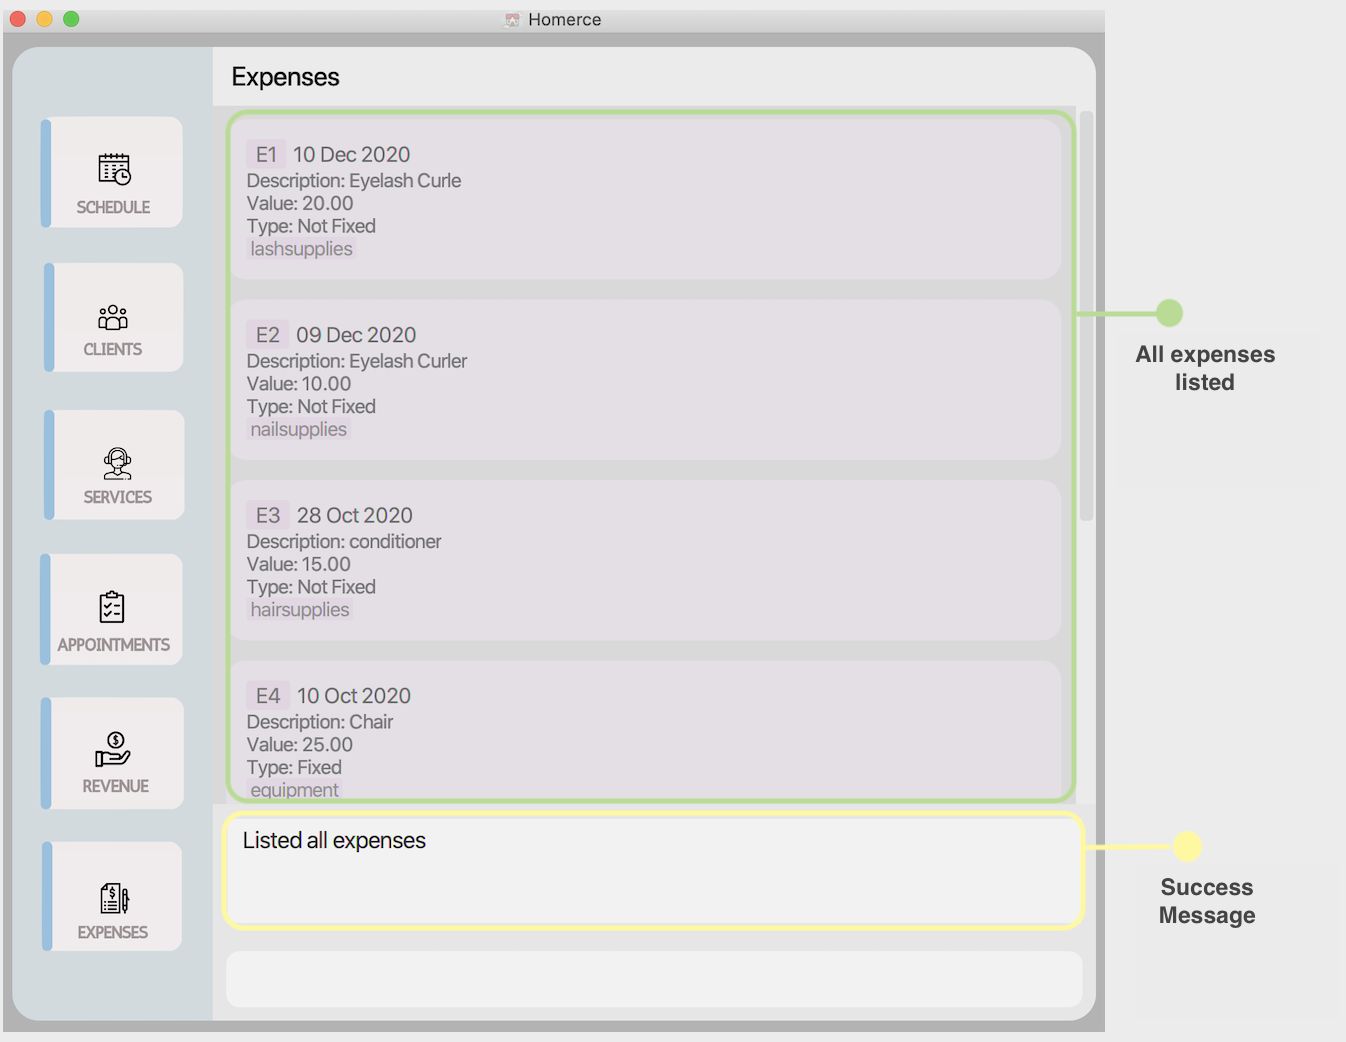 Homerce
Expenses
SCHEDULE
CLIENTS
SERVICES
APPOINTMENTS
REVENUE
EXPENSES
E1 10 Dec 2020
Description: Eyelash Curle
Value: 20.00
Type: Not Fixed
lashsupplies
E2 09 Dec 2020
Description: Eyelash Curler
Value: 10.00
Type: Not Fixed
nailsupplies
E3 28 Oct 2020
Description: conditioner
Value: 15.00
Type: Not Fixed
hairsupplies
E4 10 Oct 2020
Description: Chair
Value: 25.00
Type: Fixed
equipment
Listed all expenses
All expenses
listed
Success
Message